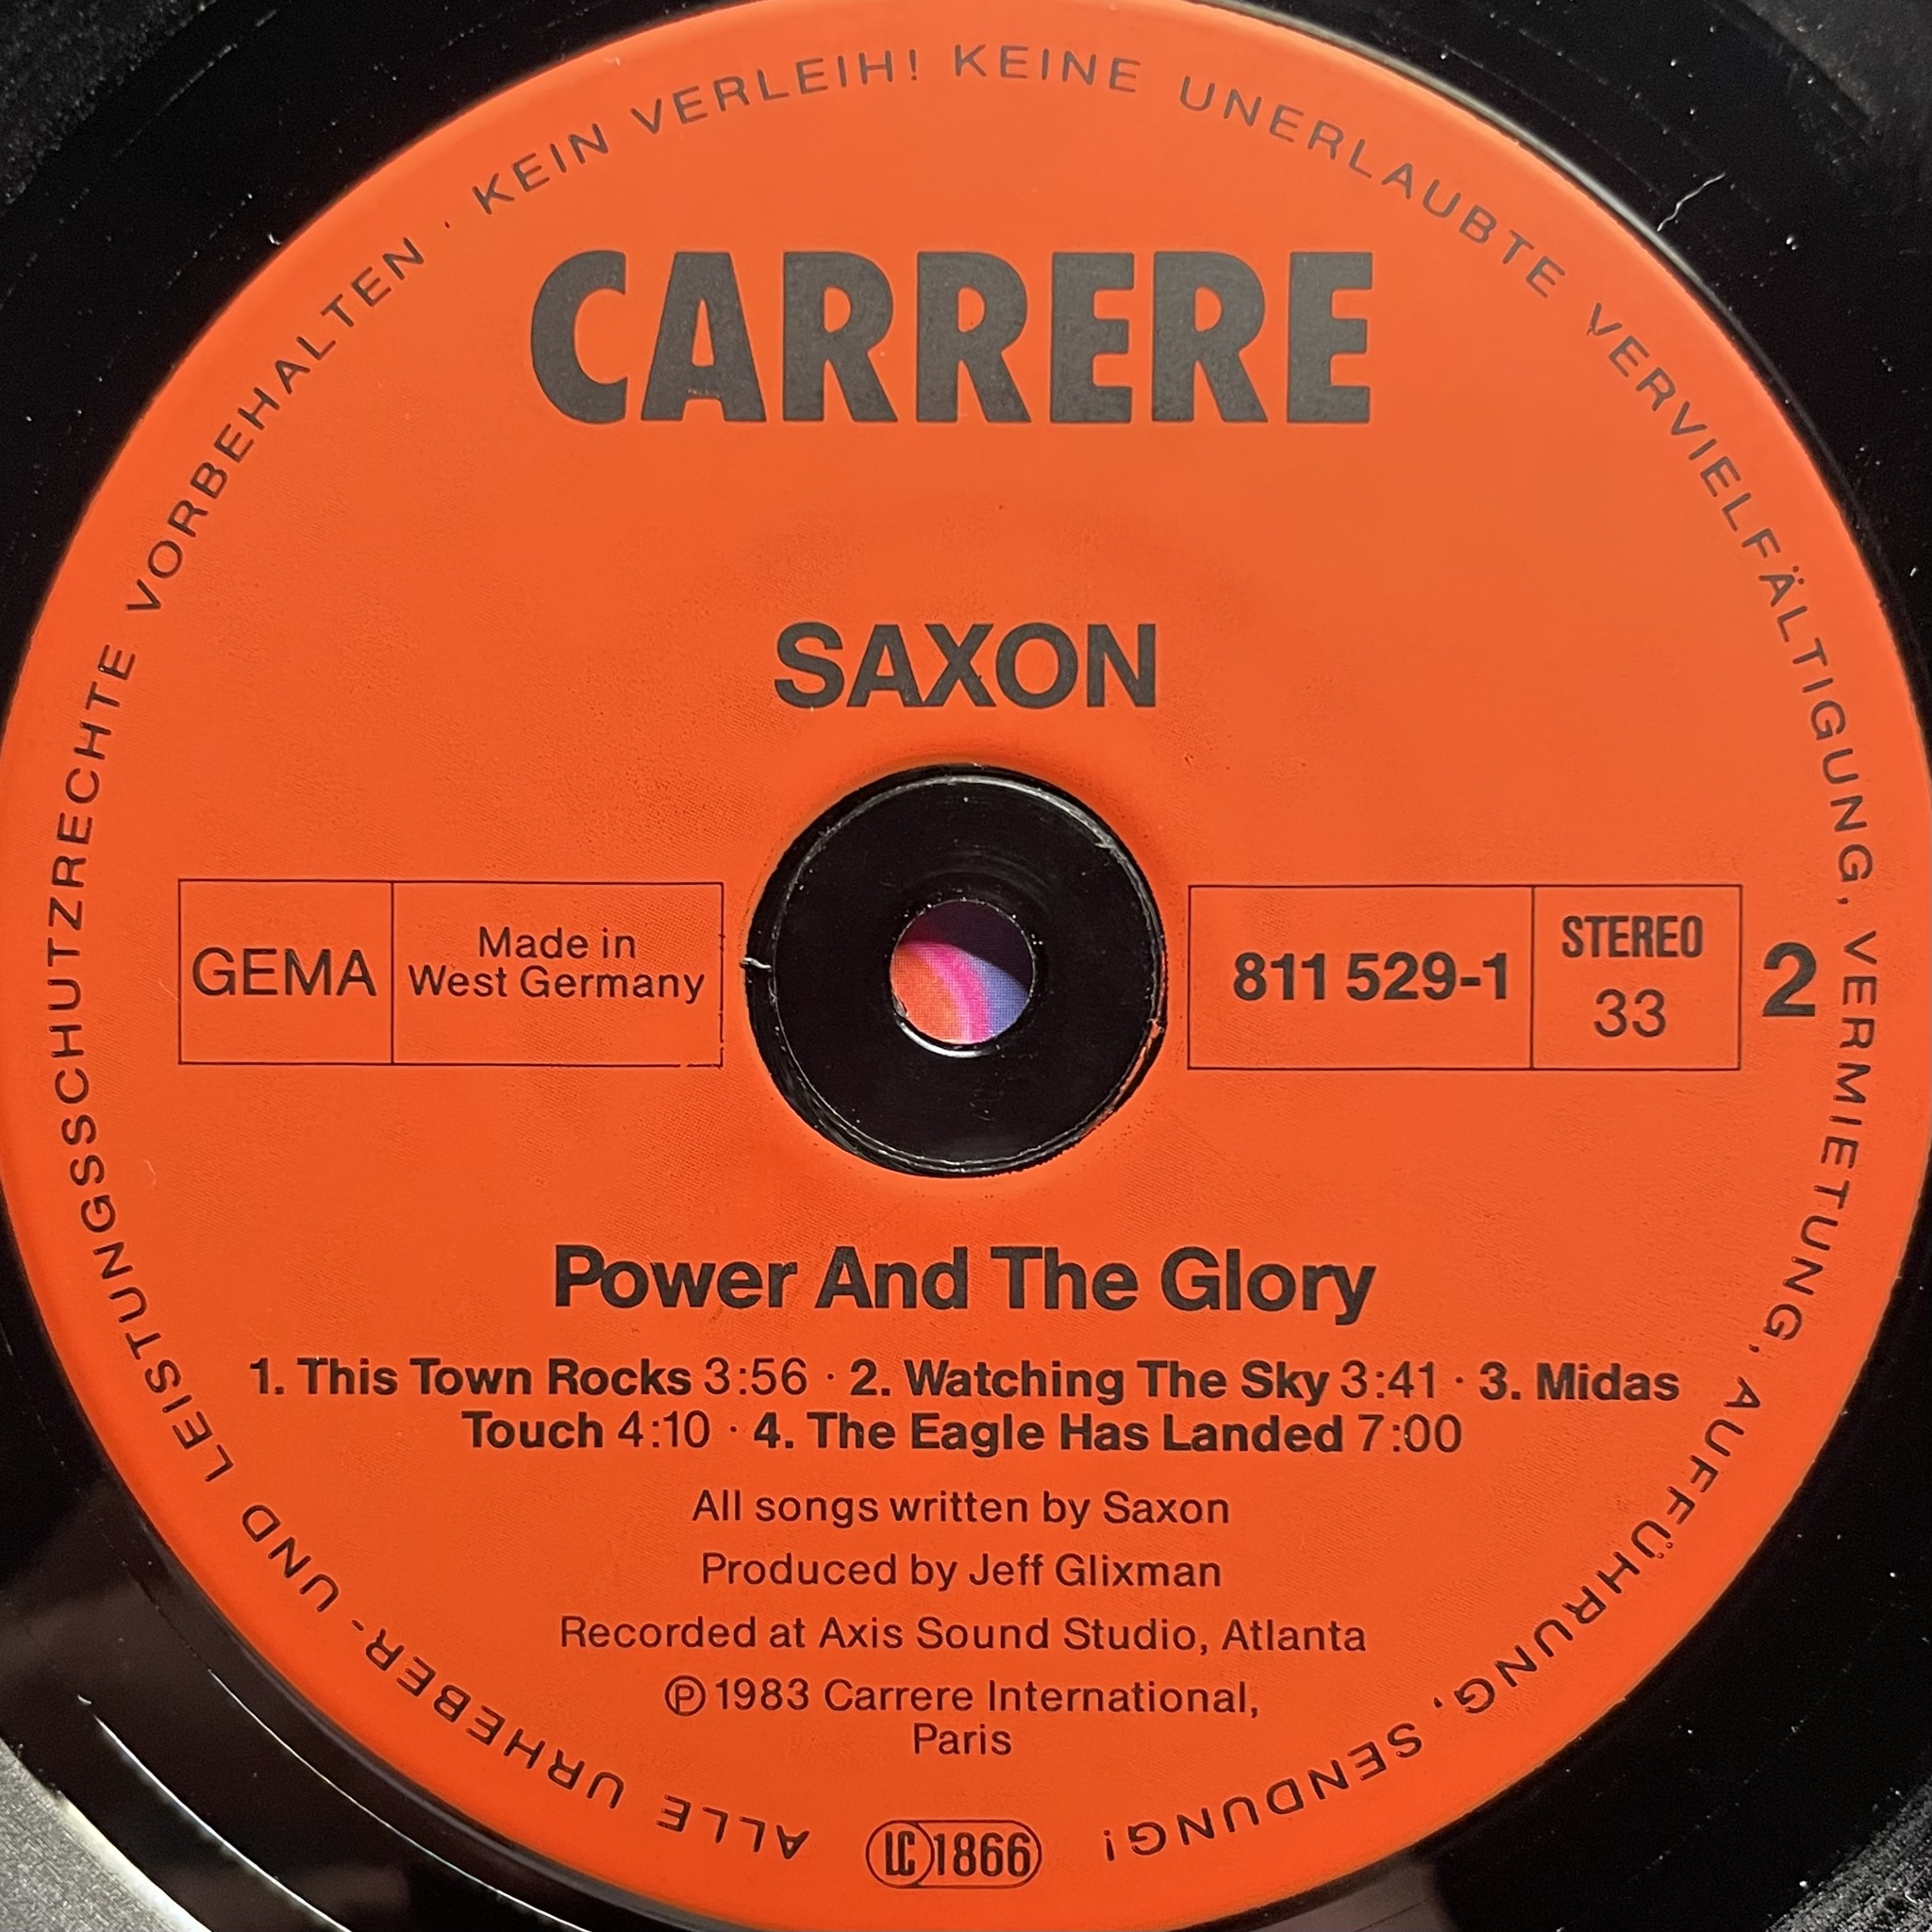 ALLE URHEBER- UND LEISTUNGSSCHUTZRECHTE VORBEHALTEN · KEIN VERLEIH! KEINE UNERLAUBTE VERVIELFÄLTIGUNG, VERMIETUNG, AUFFÜHRUNG, SENDUNG!
CARRERE
SAXON
GEMA
Made in
West Germany
811 529-1
STEREO
33
2
Power And The Glory
1. This Town Rocks 3:56 · 2. Watching The Sky 3:41 · 3. Midas
Touch 4:10 · 4. The Eagle Has Landed 7:00
All songs written by Saxon
Produced by Jeff Glixman
Recorded at Axis Sound Studio, Atlanta
℗ 1983 Carrere International,
Paris
LC 1866